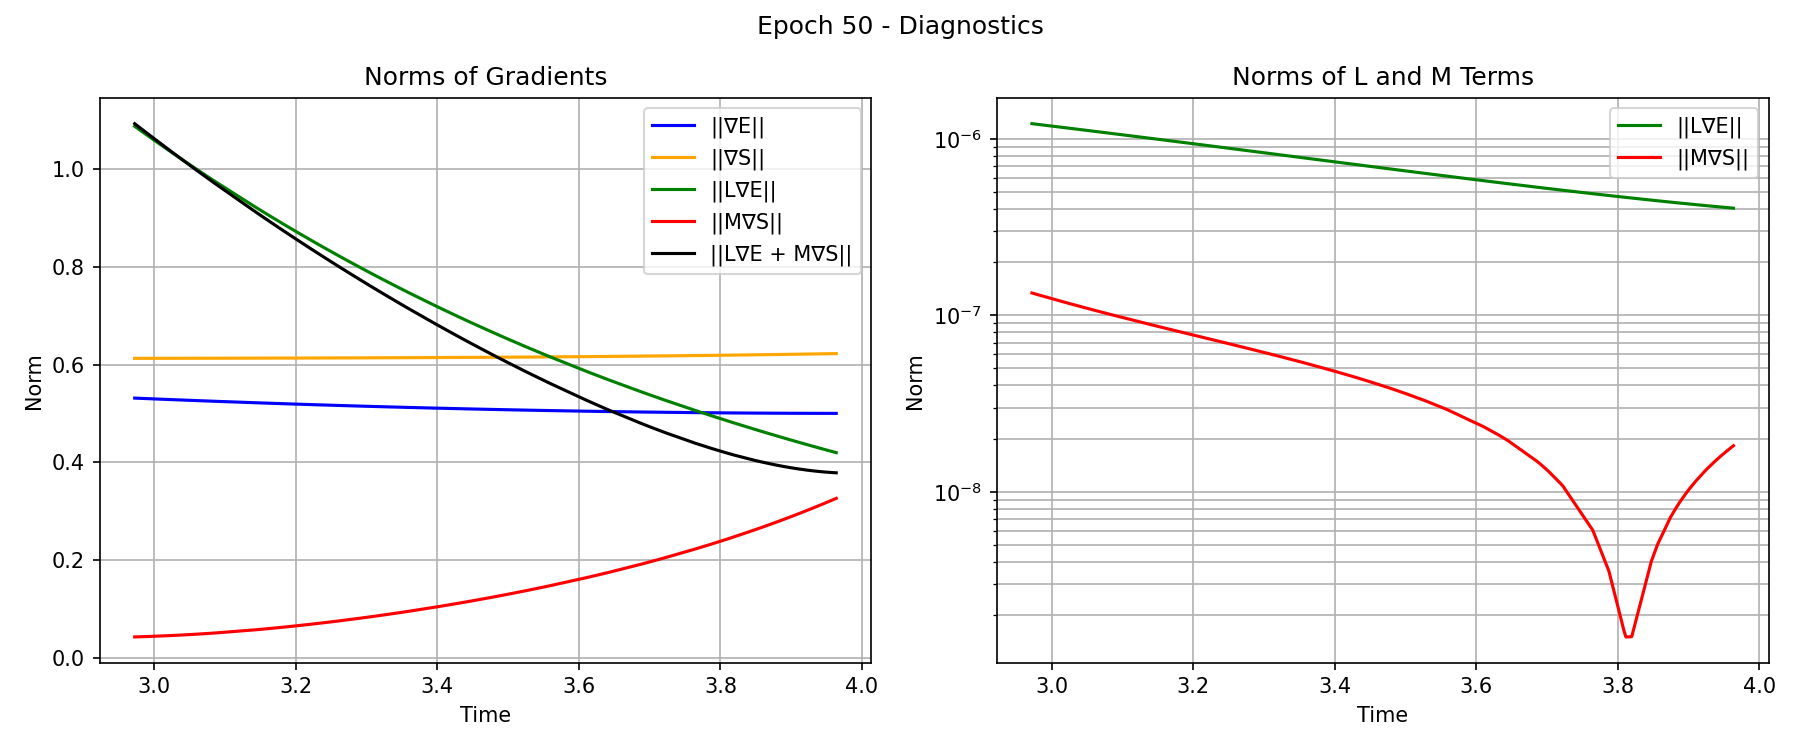 Epoch 50 - Diagnostics
Norms of Gradients
Norm
1.0
0.8
0.6
0.4
0.2
0.0
||∇E||
||∇S||
||L∇E||
||M∇S||
||L∇E + M∇S||
3.0 3.2 3.4 3.6 3.8 4.0
Time
Norms of L and M Terms
Norm
10⁻⁶
10⁻⁷
10⁻⁸
||L∇E||
||M∇S||
3.0 3.2 3.4 3.6 3.8 4.0
Time